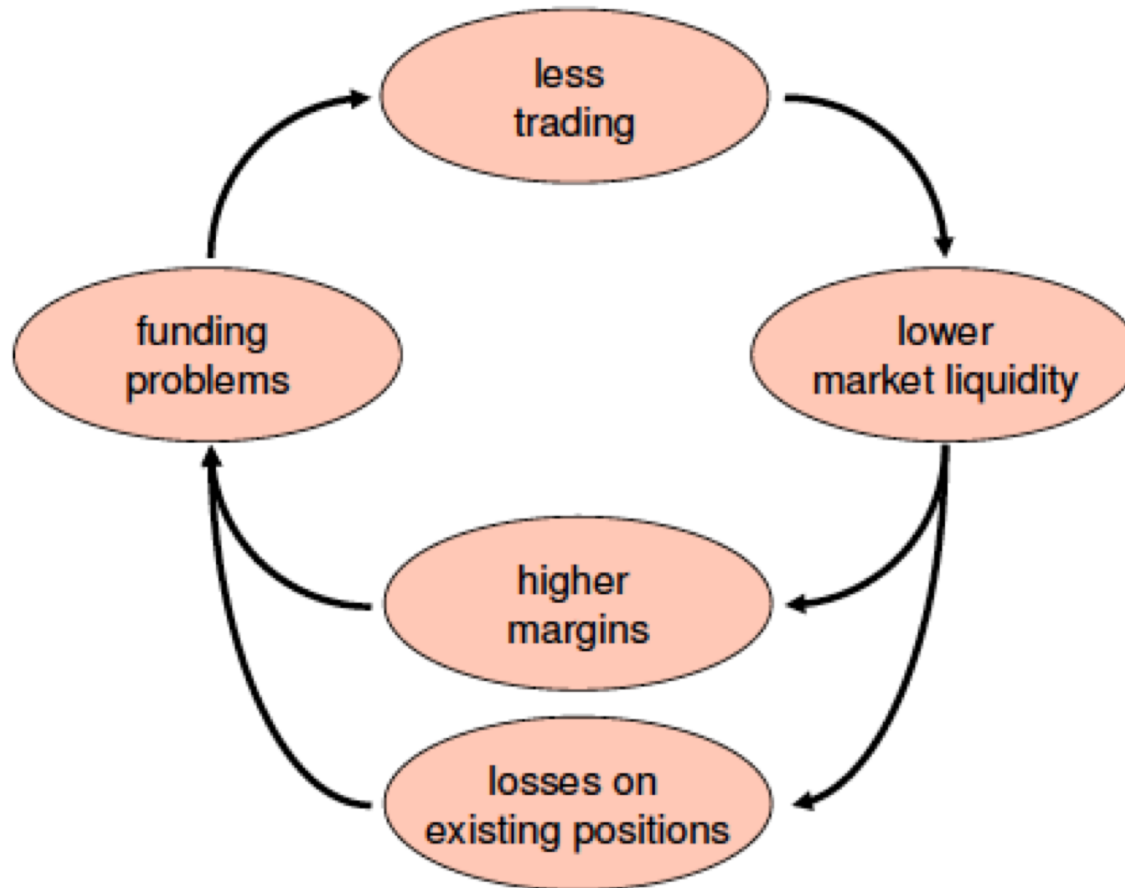 less
trading
funding
problems
lower
market liquidity
higher
margins
losses on
existing positions